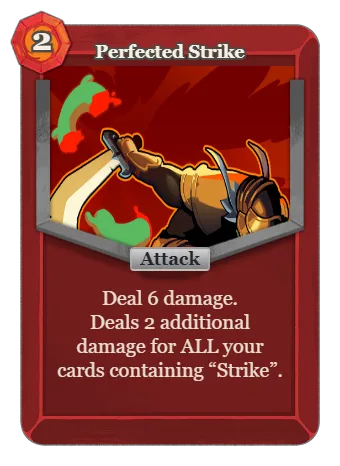 2
Perfected Strike
Attack
Deal 6 damage.
Deals 2 additional
damage for ALL your
cards containing “Strike”.